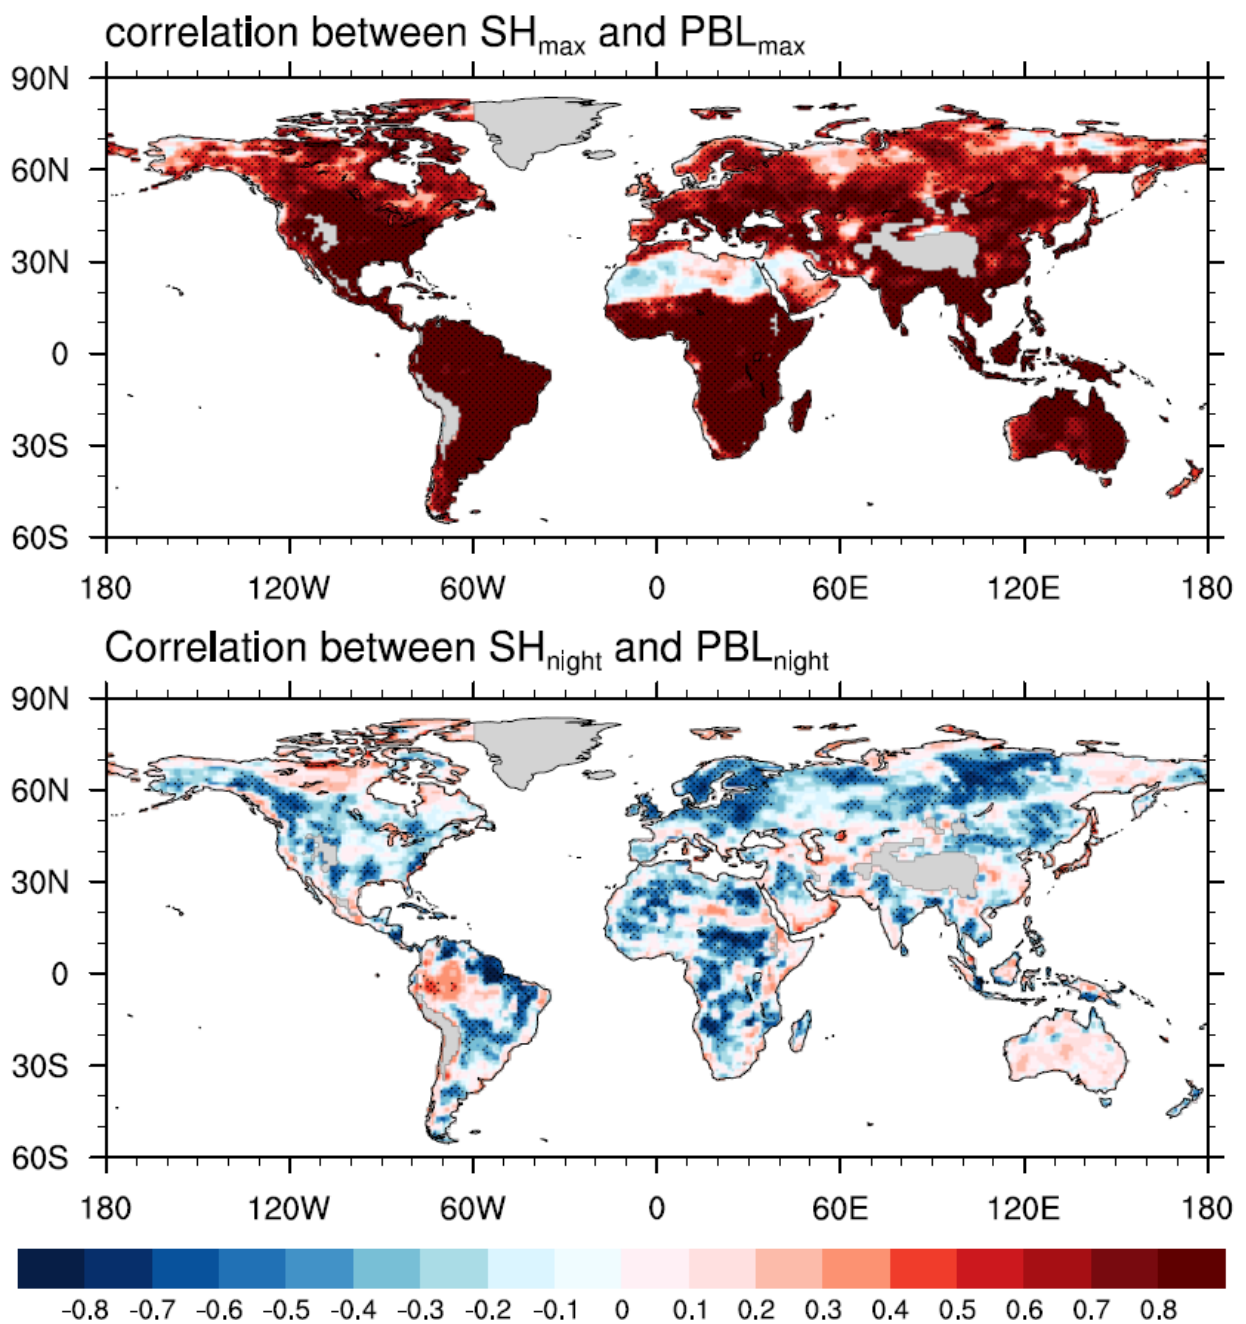 correlation between SHmax and PBLmax
90N
60N
30N
0
30S
60S
180 120W 60W 0 60E 120E 180
Correlation between SHnight and PBLnight
90N
60N
30N
0
30S
60S
180 120W 60W 0 60E 120E 180
−0.8 −0.7 −0.6 −0.5 −0.4 −0.3 −0.2 −0.1 0 0.1 0.2 0.3 0.4 0.5 0.6 0.7 0.8